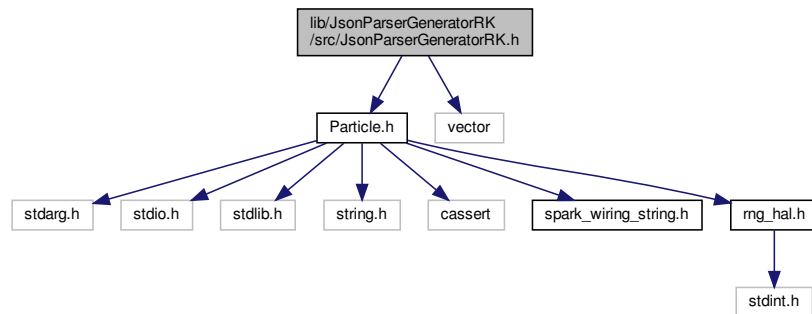 lib/JsonParserGeneratorRK
/src/JsonParserGeneratorRK.h
Particle.h
vector
stdarg.h
stdio.h
stdlib.h
string.h
cassert
spark_wiring_string.h
rng_hal.h
stdint.h